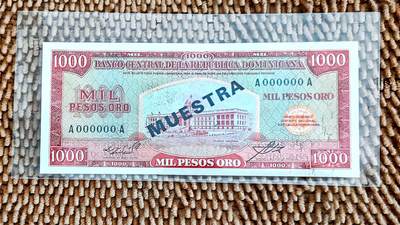 1000 1000 1000
BANCO CENTRAL DE LA REPUBLICA DOMINICANA
MIL
PESOS ORO
A 000000 A
MIL PESOS ORO
MUESTRA
A 000000 A
1000 MIL PESOS ORO 1000
1000